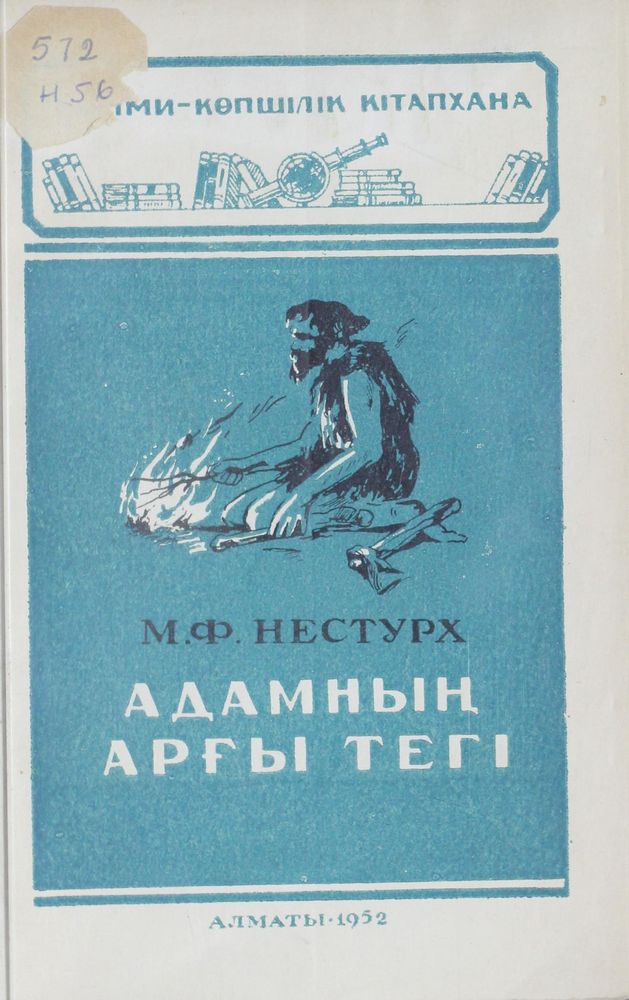 572
Н56
-КӨПШІЛІК КІТАПХАНА
М.Ф. НЕСТУРХ
АДАМНЫҢ
АРҒЫ ТЕГІ
АЛМАТЫ·1952